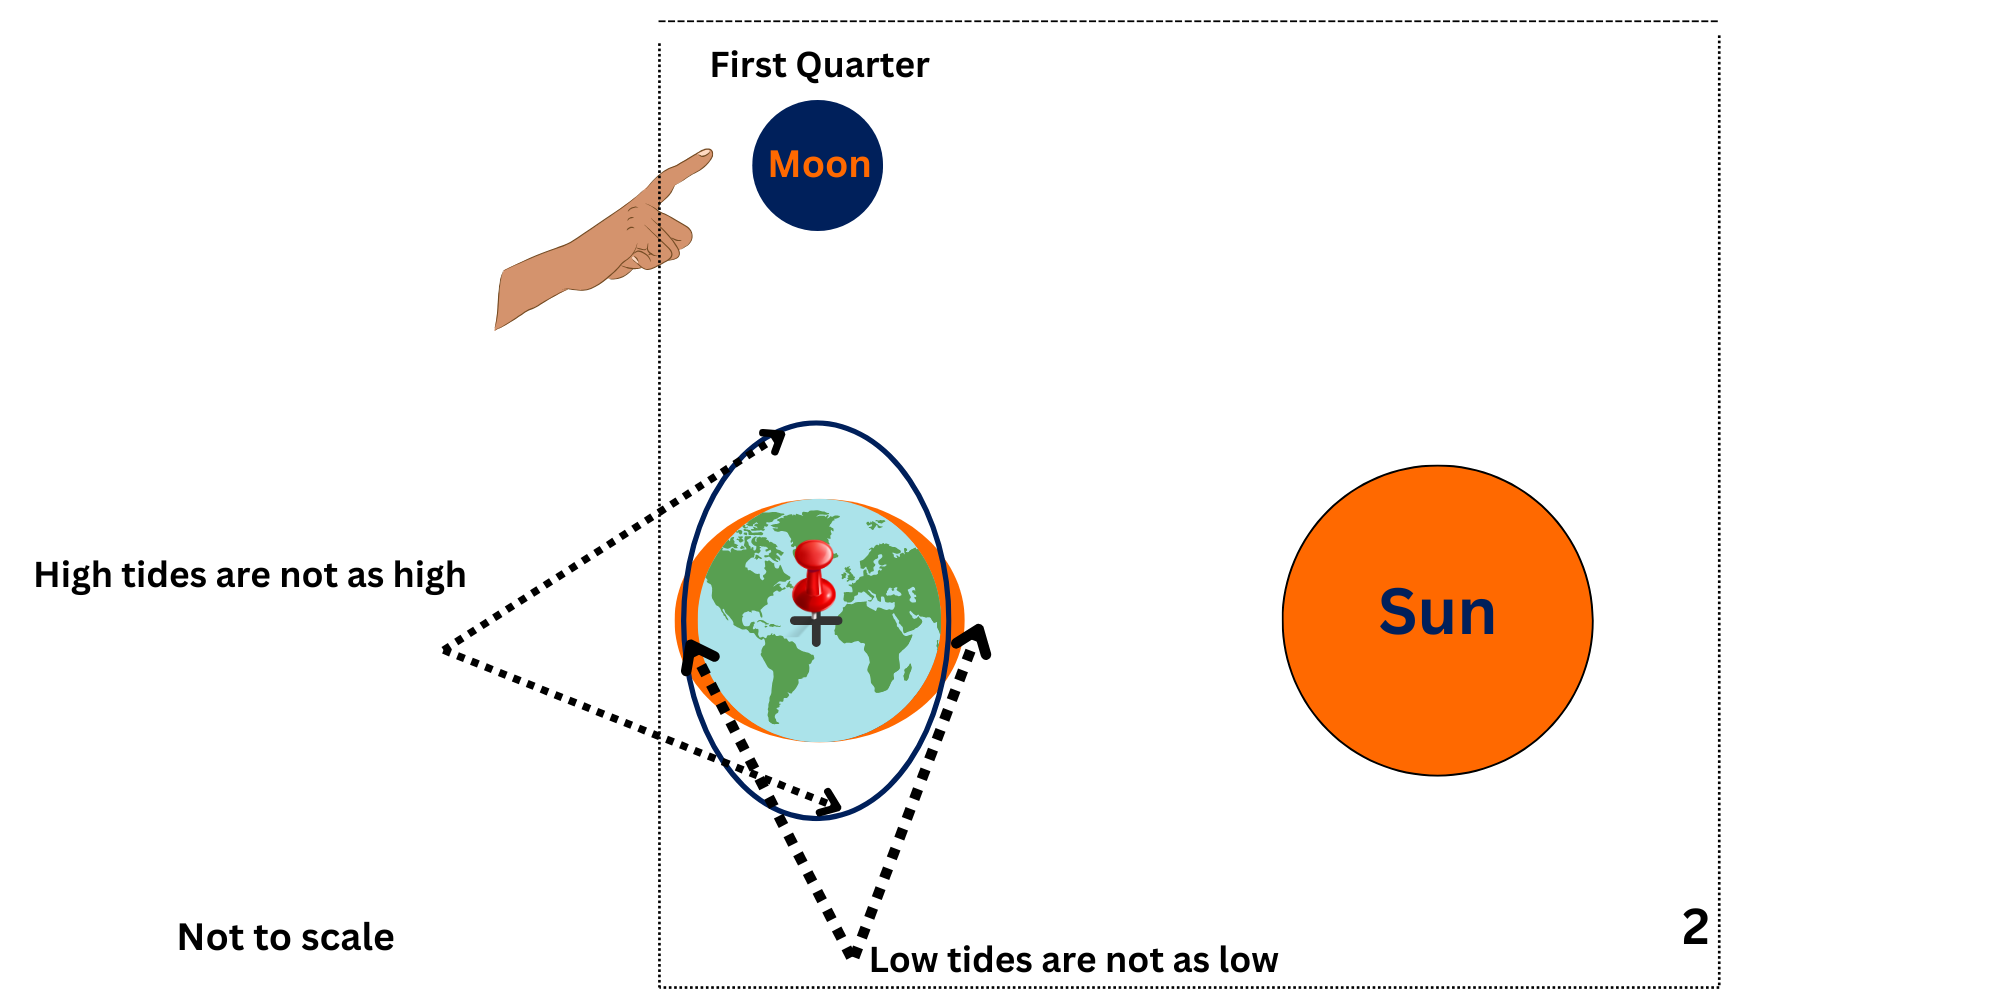 First Quarter
Moon
High tides are not as high
Sun
Not to scale
Low tides are not as low
2